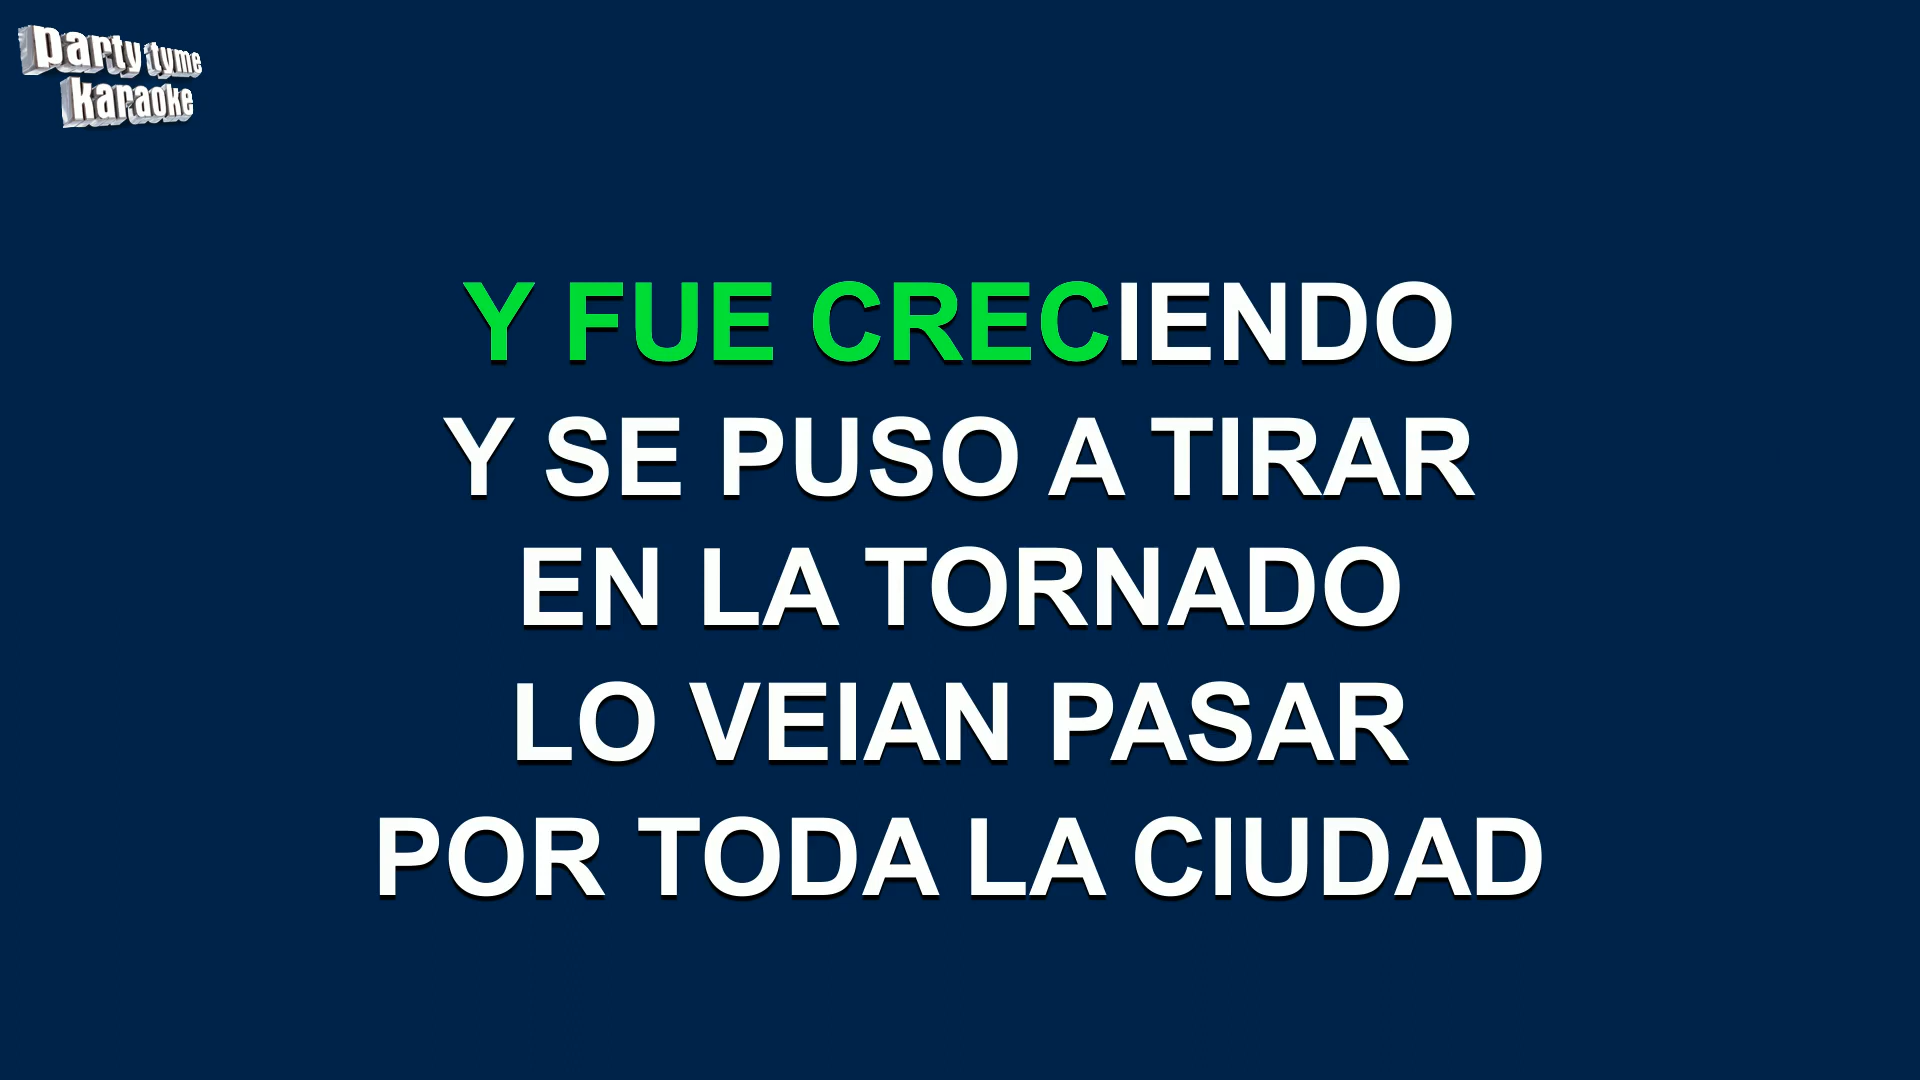 party tyme
karaoke
Y FUE CRECIENDO
Y SE PUSO A TIRAR
EN LA TORNADO
LO VEIAN PASAR
POR TODA LA CIUDAD